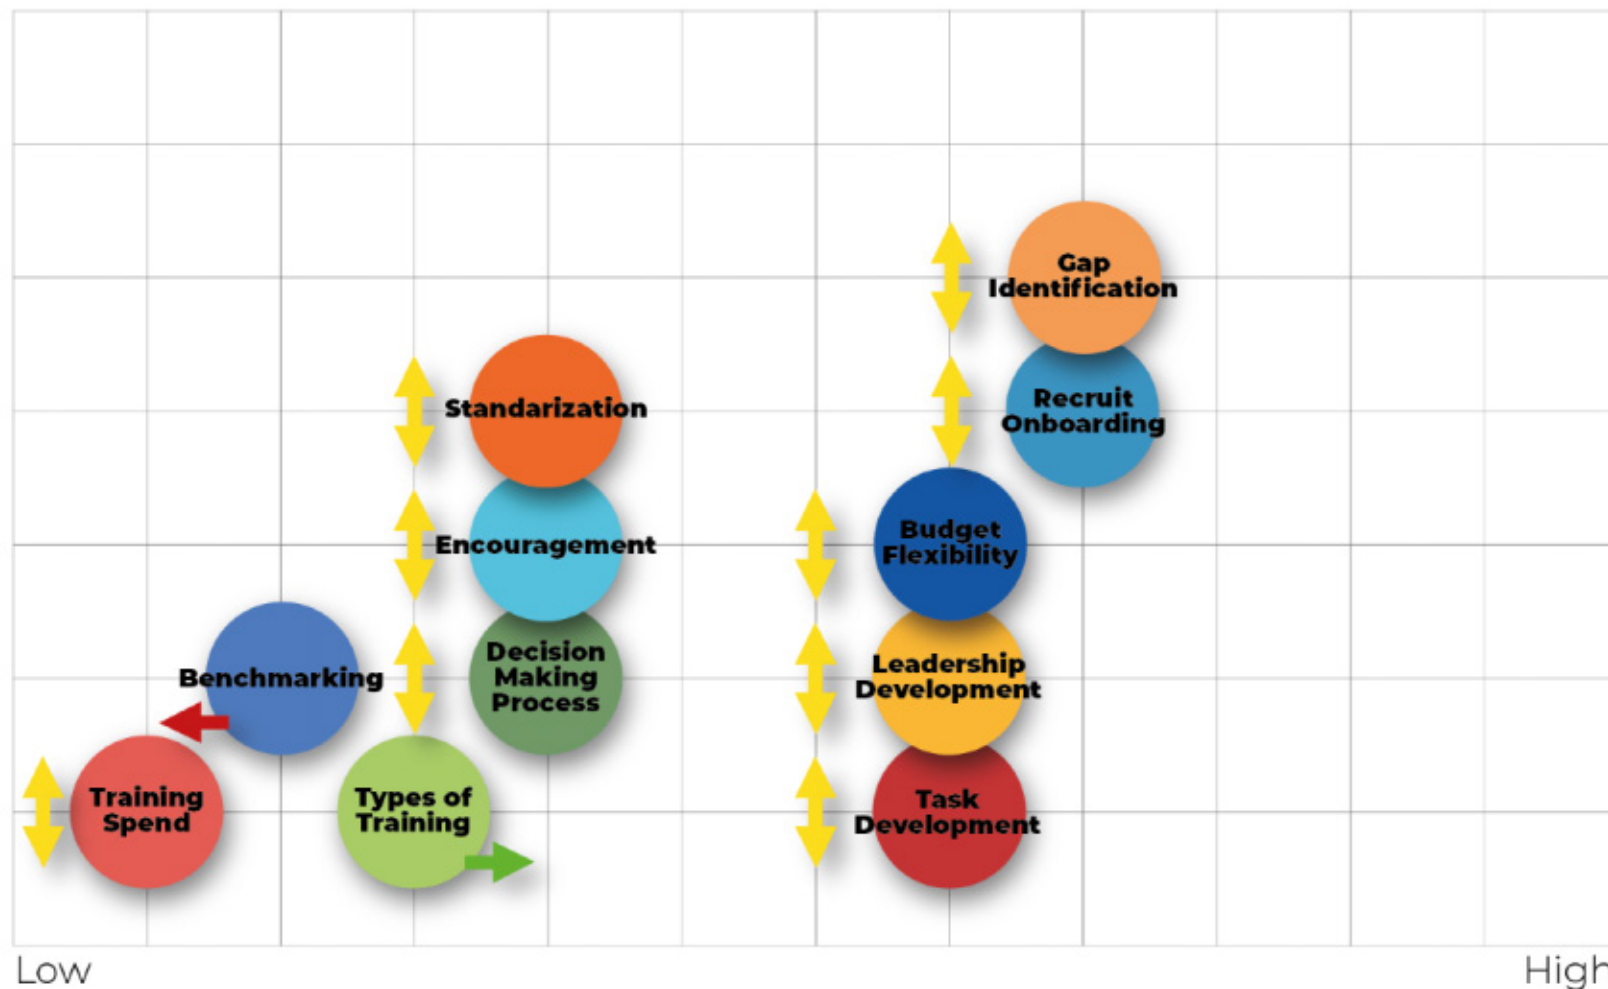 Gap
Identification
Recruit
Onboarding
Standarization
Budget
Flexibility
Encouragement
Decision
Making
Process
Leadership
Development
Benchmarking
Training
Spend
Types of
Training
Task
Development
Low
High